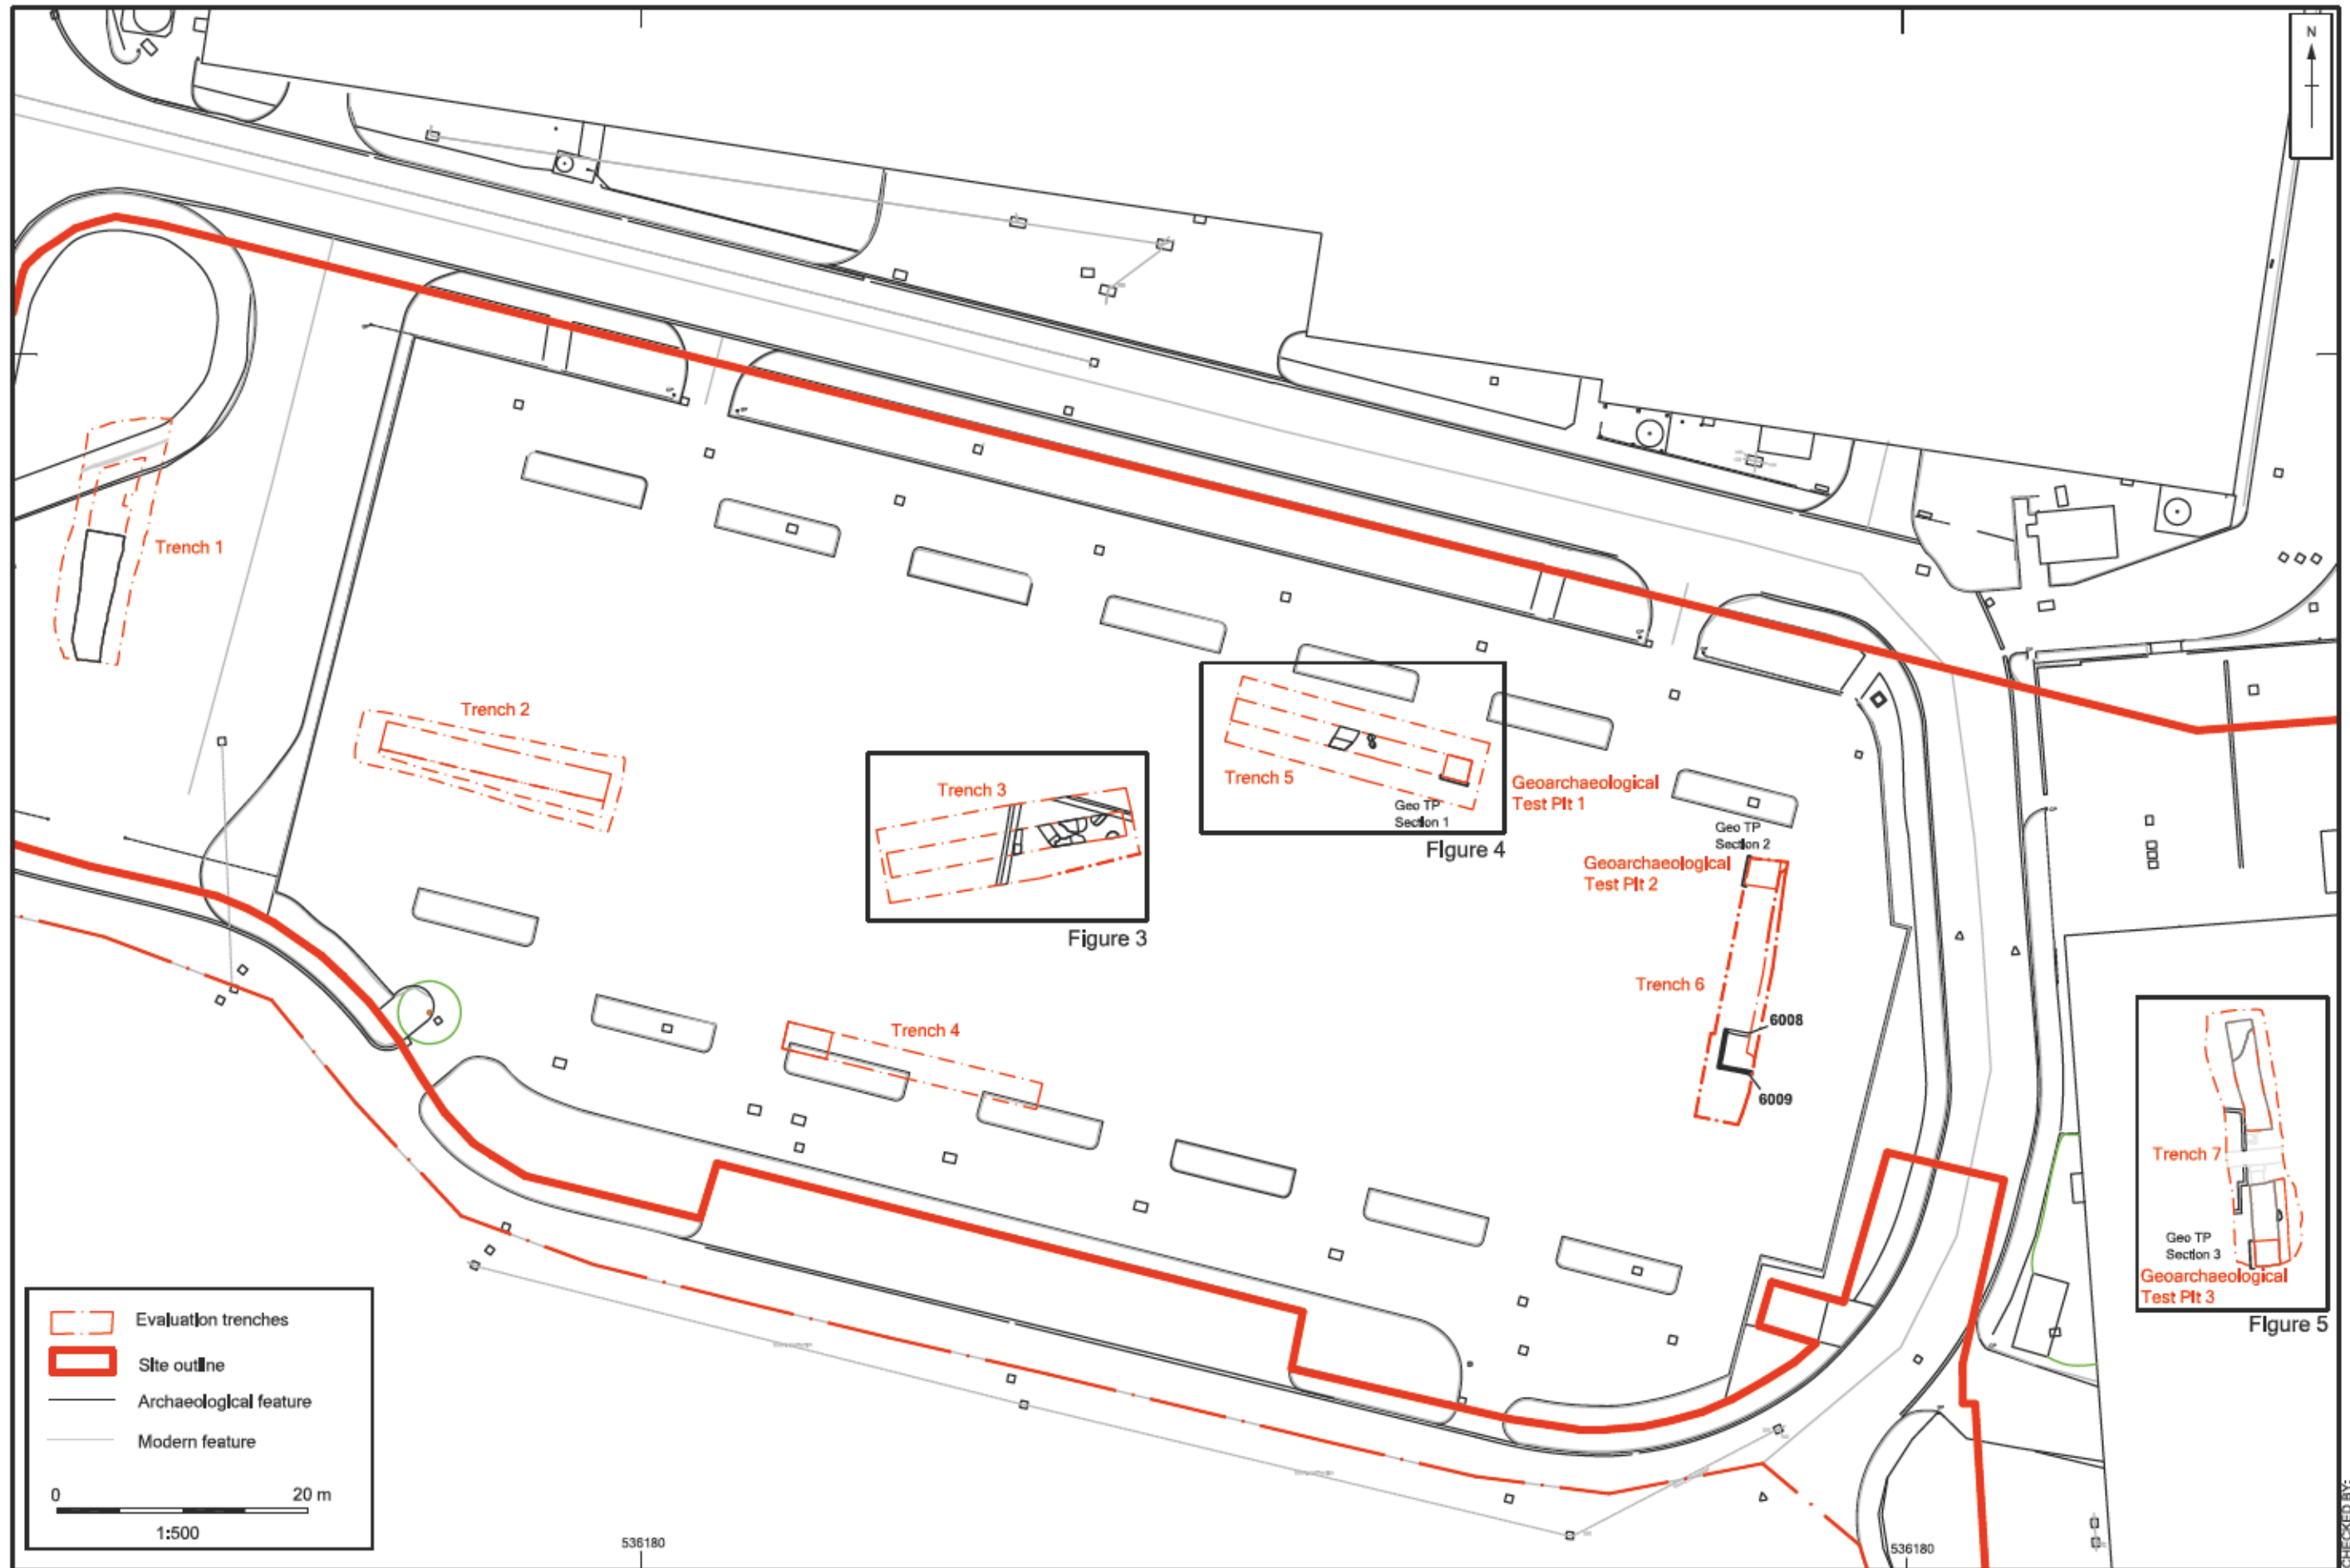 N
Trench 1
Trench 2
Trench 3
Figure 3
Trench 5
Geo TP
Section 1
Geoarchaeological
Test Pit 1
Figure 4
Geo TP
Section 2
Geoarchaeological
Test Pit 2
Trench 6
6008
6009
Trench 4
Trench 7
Geo TP
Section 3
Geoarchaeological
Test Pit 3
Figure 5
Evaluation trenches
Site outline
Archaeological feature
Modern feature
0 20 m
1:500
536180
536180